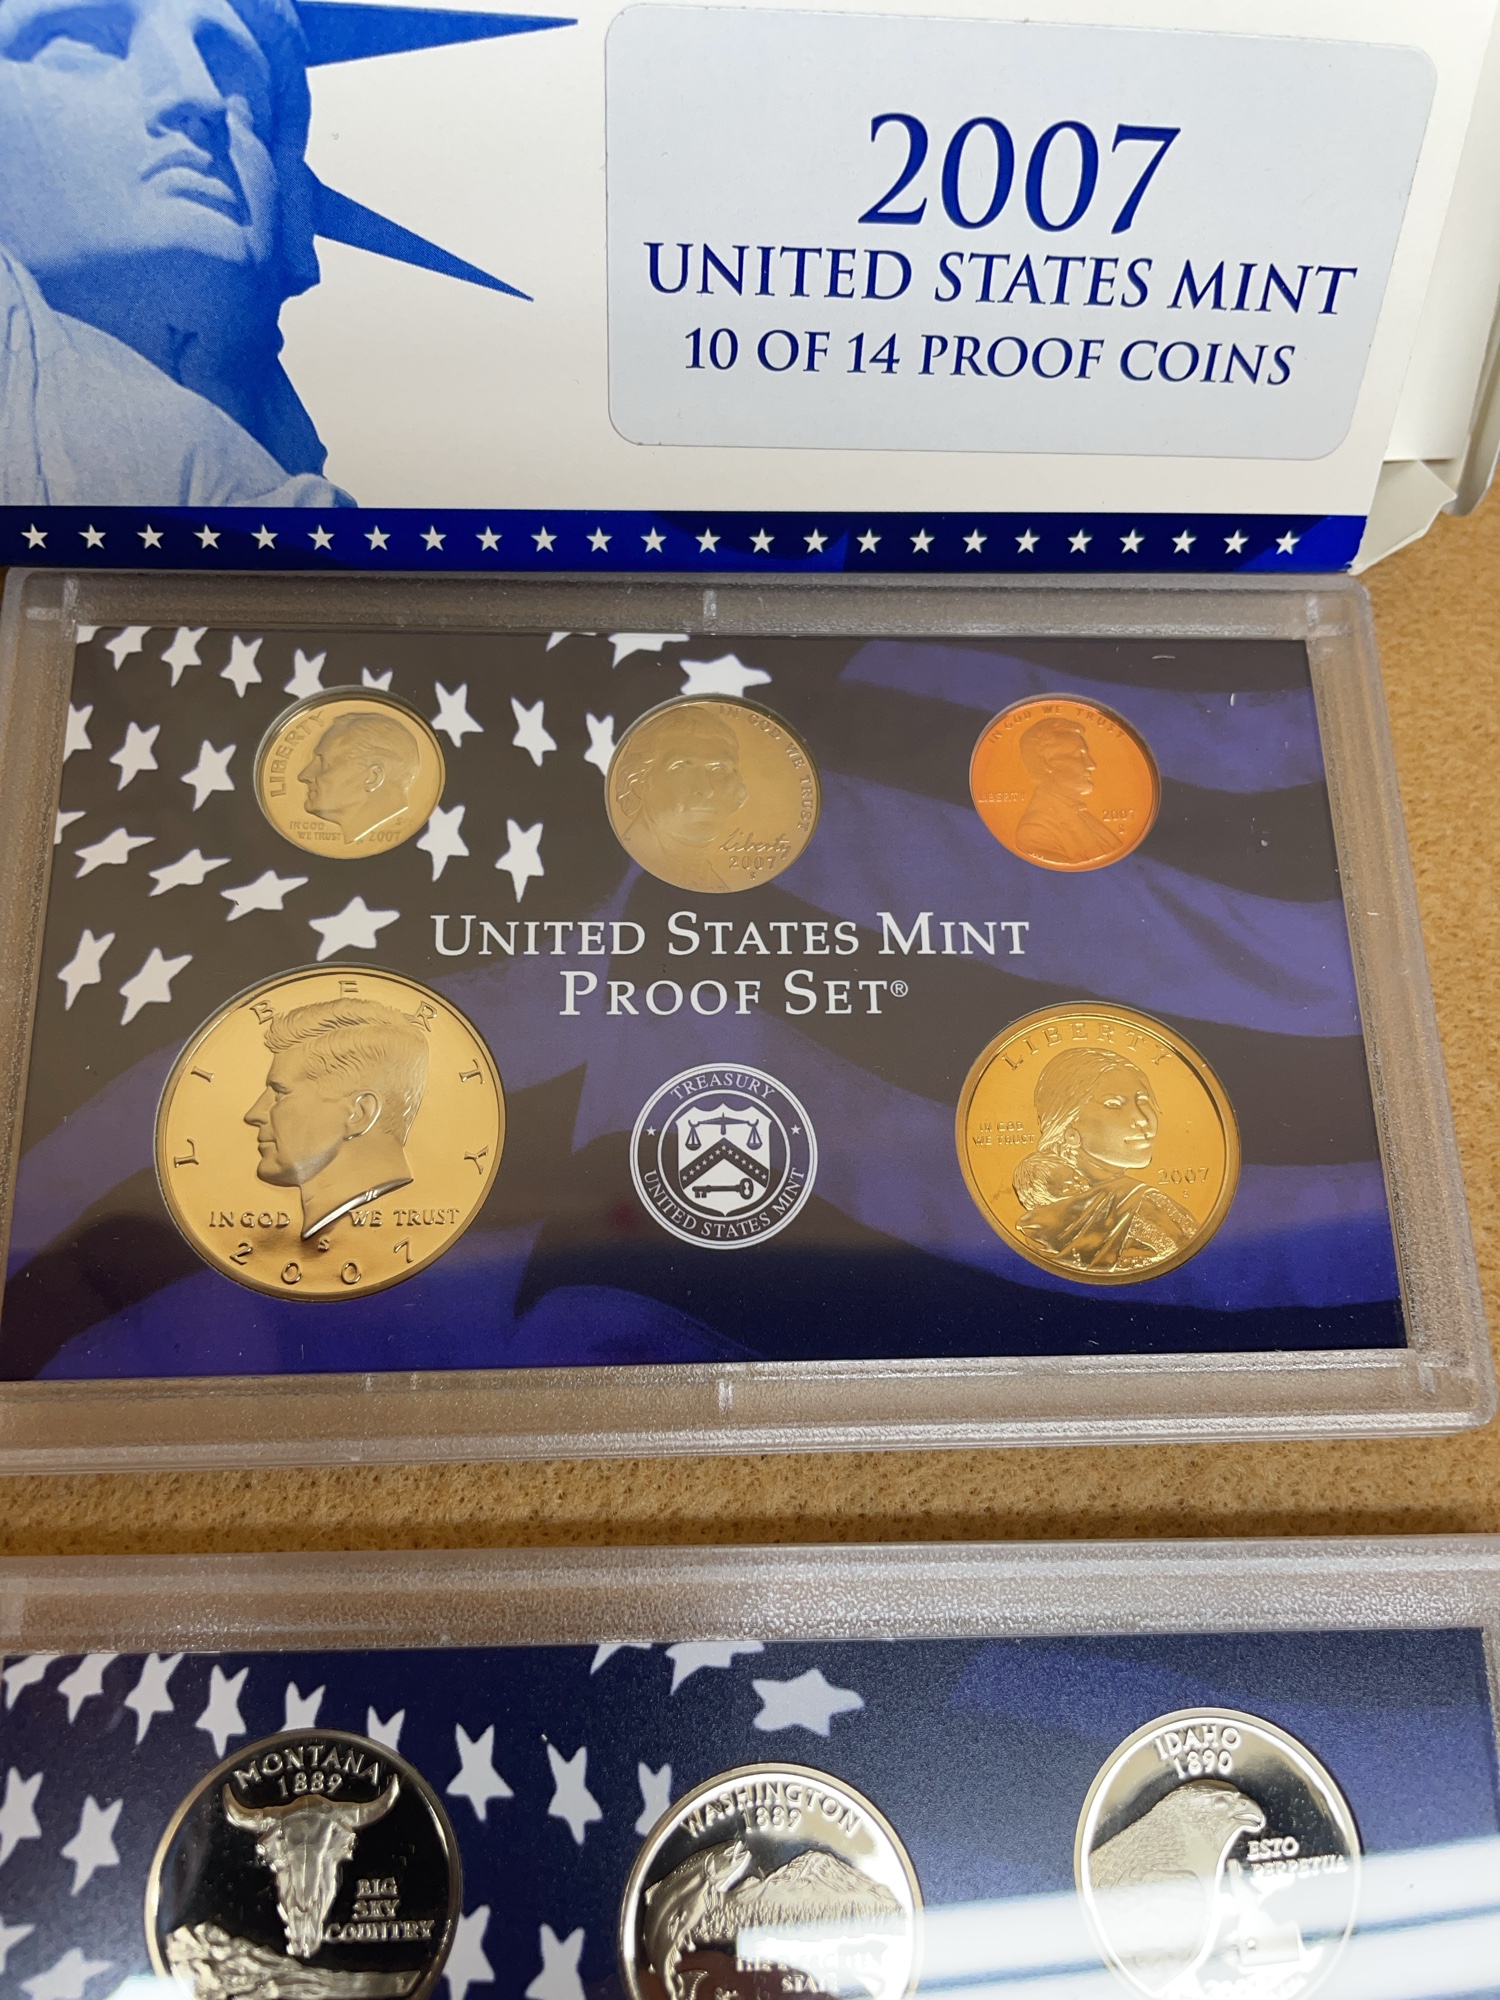 2007
UNITED STATES MINT
10 OF 14 PROOF COINS
LIBERTY
IN GOD
WE TRUST
S
2007
IN GOD WE TRUST
Liberty
2007
S
IN GOD WE TRUST
LIBERTY
2007
S
UNITED STATES MINT
PROOF SET®
LIBERTY
IN GOD WE TRUST
S
2007
TREASURY
UNITED STATES MINT
LIBERTY
IN GOD
WE TRUST
2007
S
MONTANA
1889
BIG
SKY
COUNTRY
WASHINGTON
1889
THE
STATE
IDAHO
1890
ESTO
PERPETUA